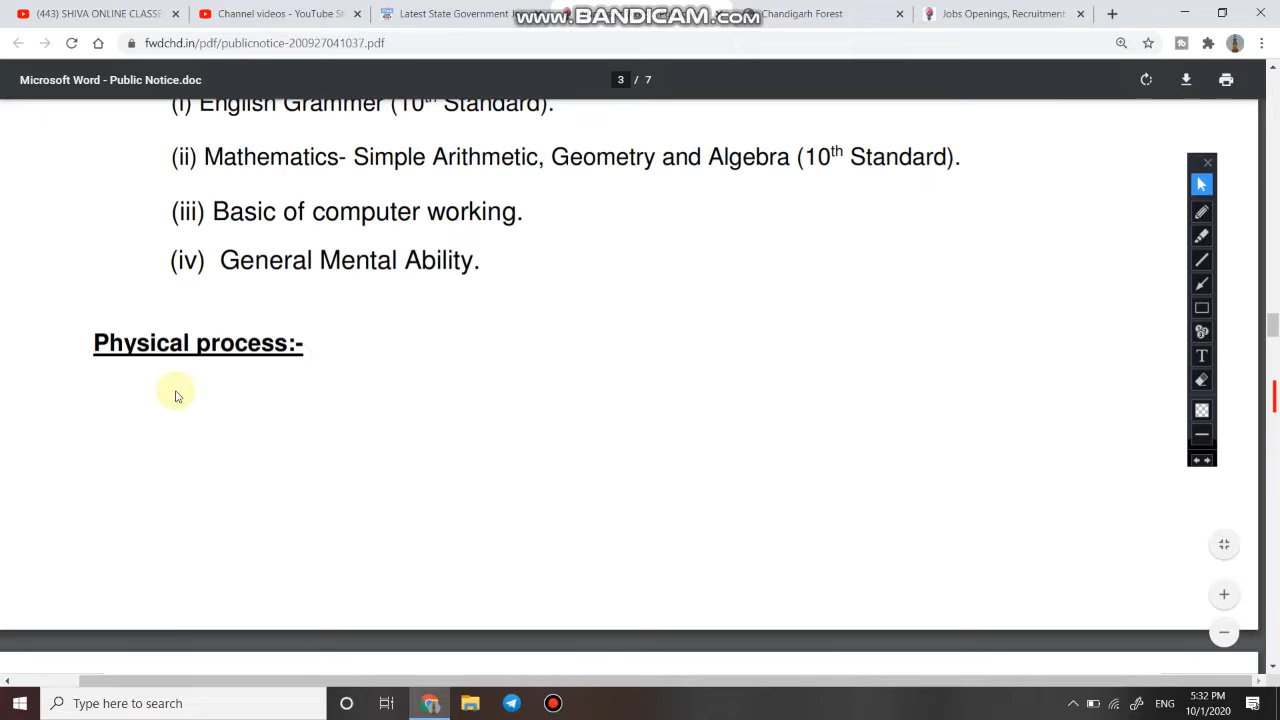 (443) SHIVA ONLINE CLASSE
Channel videos - YouTube St
Latest State Government
Chandigarh Forest
Jobs Openings, Recruitment
www.BANDICAM.com
fwdchd.in/pdf/publicnotice-200927041037.pdf
Microsoft Word - Public Notice.doc
3 / 7
(i) English Grammer (10th Standard).
(ii) Mathematics- Simple Arithmetic, Geometry and Algebra (10th Standard).
(iii) Basic of computer working.
(iv) General Mental Ability.
Physical process:-
Type here to search
ENG
5:32 PM
10/1/2020